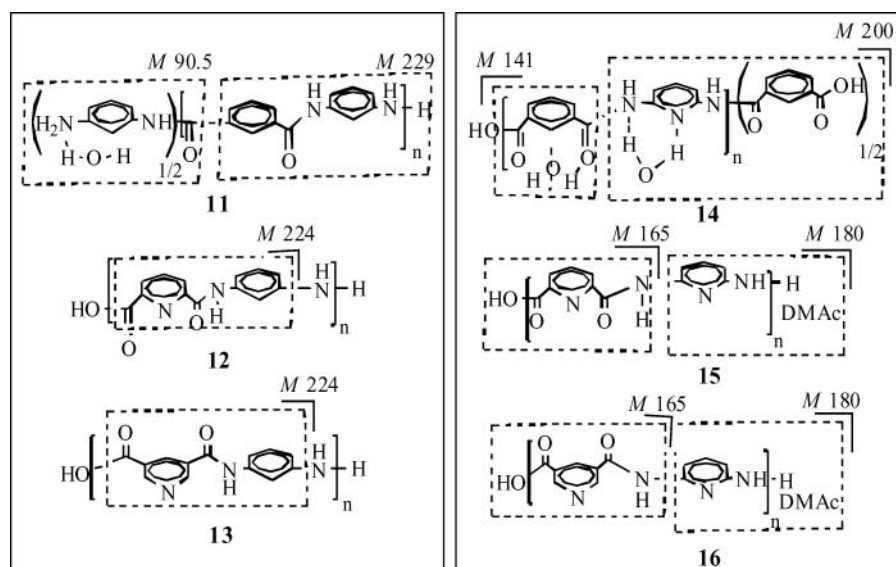 M 90.5
M 229
H₂N
NH
O
H
N
H
N
H
H-O-H
O
1/2
n
11
M 224
HO
O
N
O
H
N
H
N
H
n
12
M 224
HO
O
O
N
N
H
H
N
H
n
13
M 200
M 141
HO
O
O
H
N
H
N
O
OH
O
H
N
H
H
O
H
O
H
n
1/2
14
M 165
M 180
HO
O
N
O
N
H
N
NH
H
DMAc
n
15
M 165
M 180
HO
O
O
N
N
H
N
NH
H
DMAc
n
16